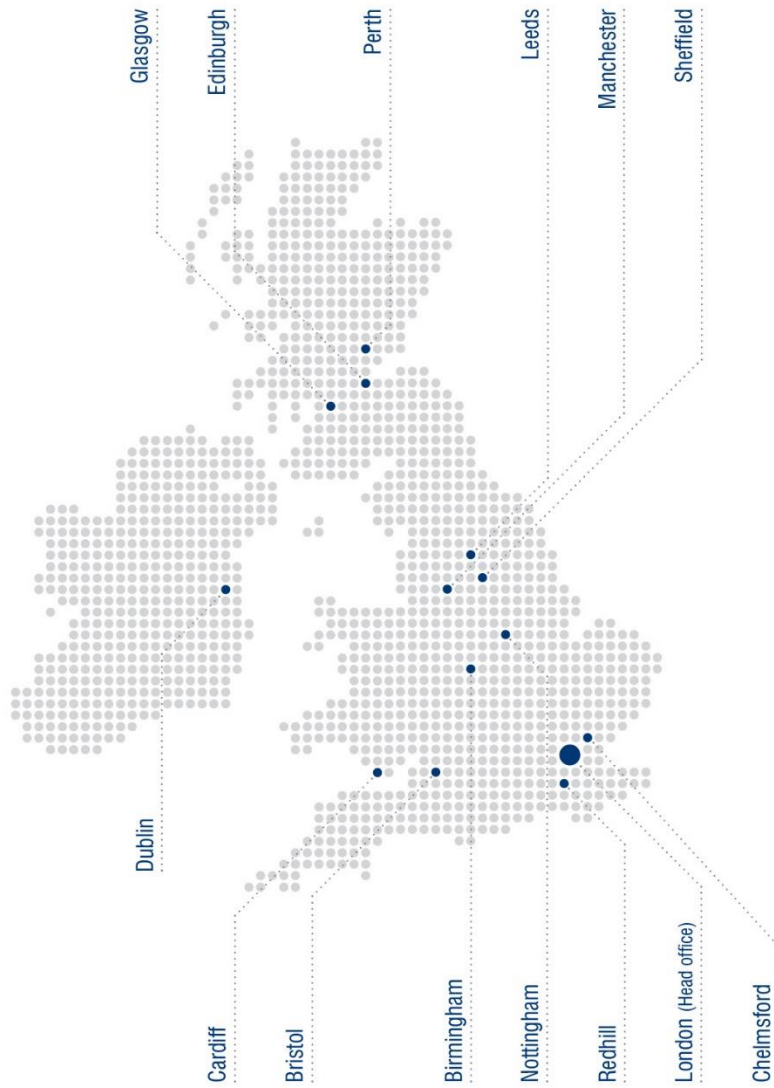 Glasgow
Edinburgh
Perth
Leeds
Manchester
Sheffield
Dublin
Cardiff
Bristol
Birmingham
Nottingham
Redhill
London (Head office)
Chelmsford